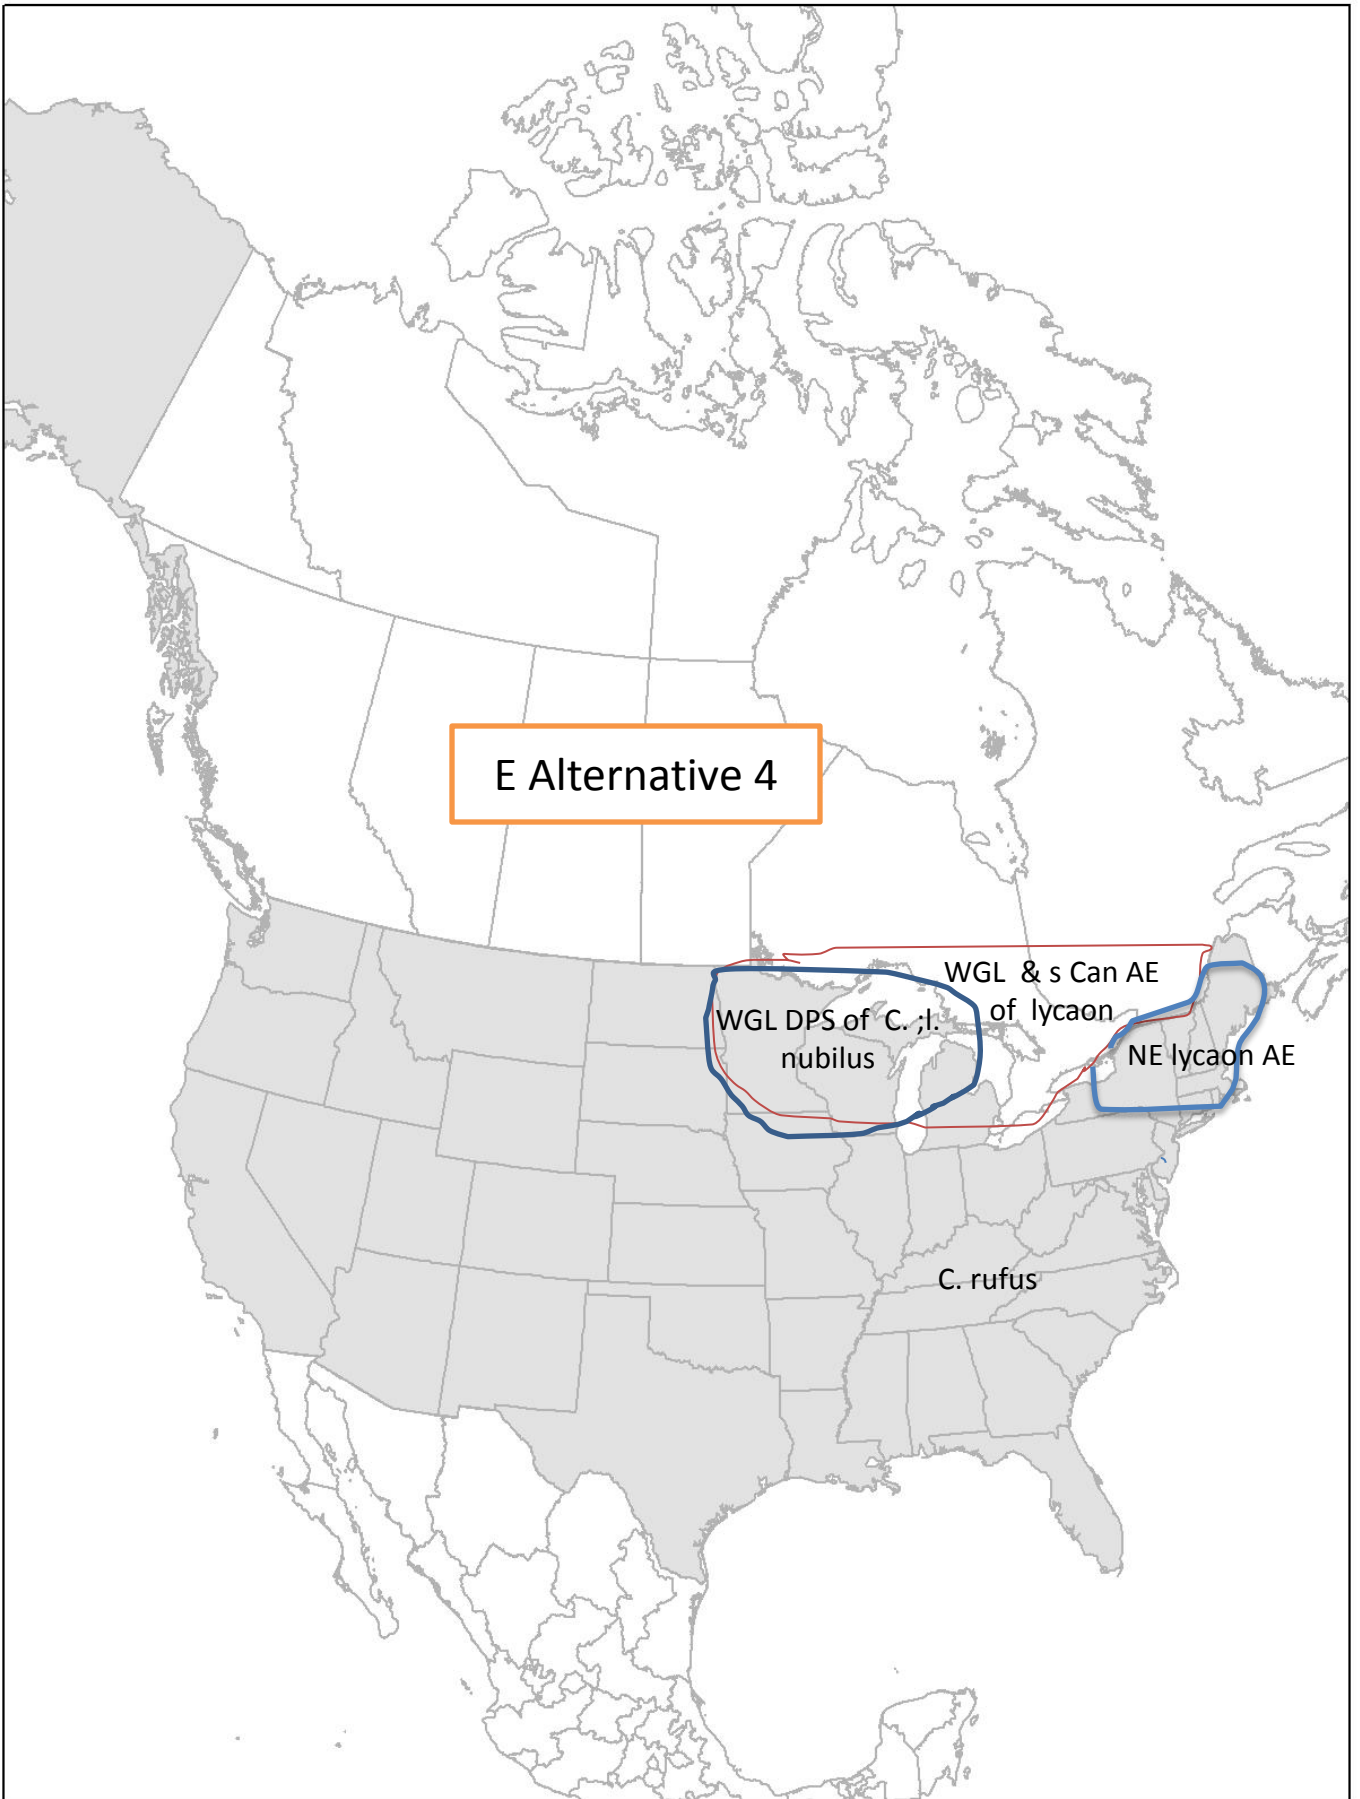 E Alternative 4
WGL & s Can AE
of lycaon
WGL DPS of C. ;l.
nubilus
NE lycaon AE
C. rufus